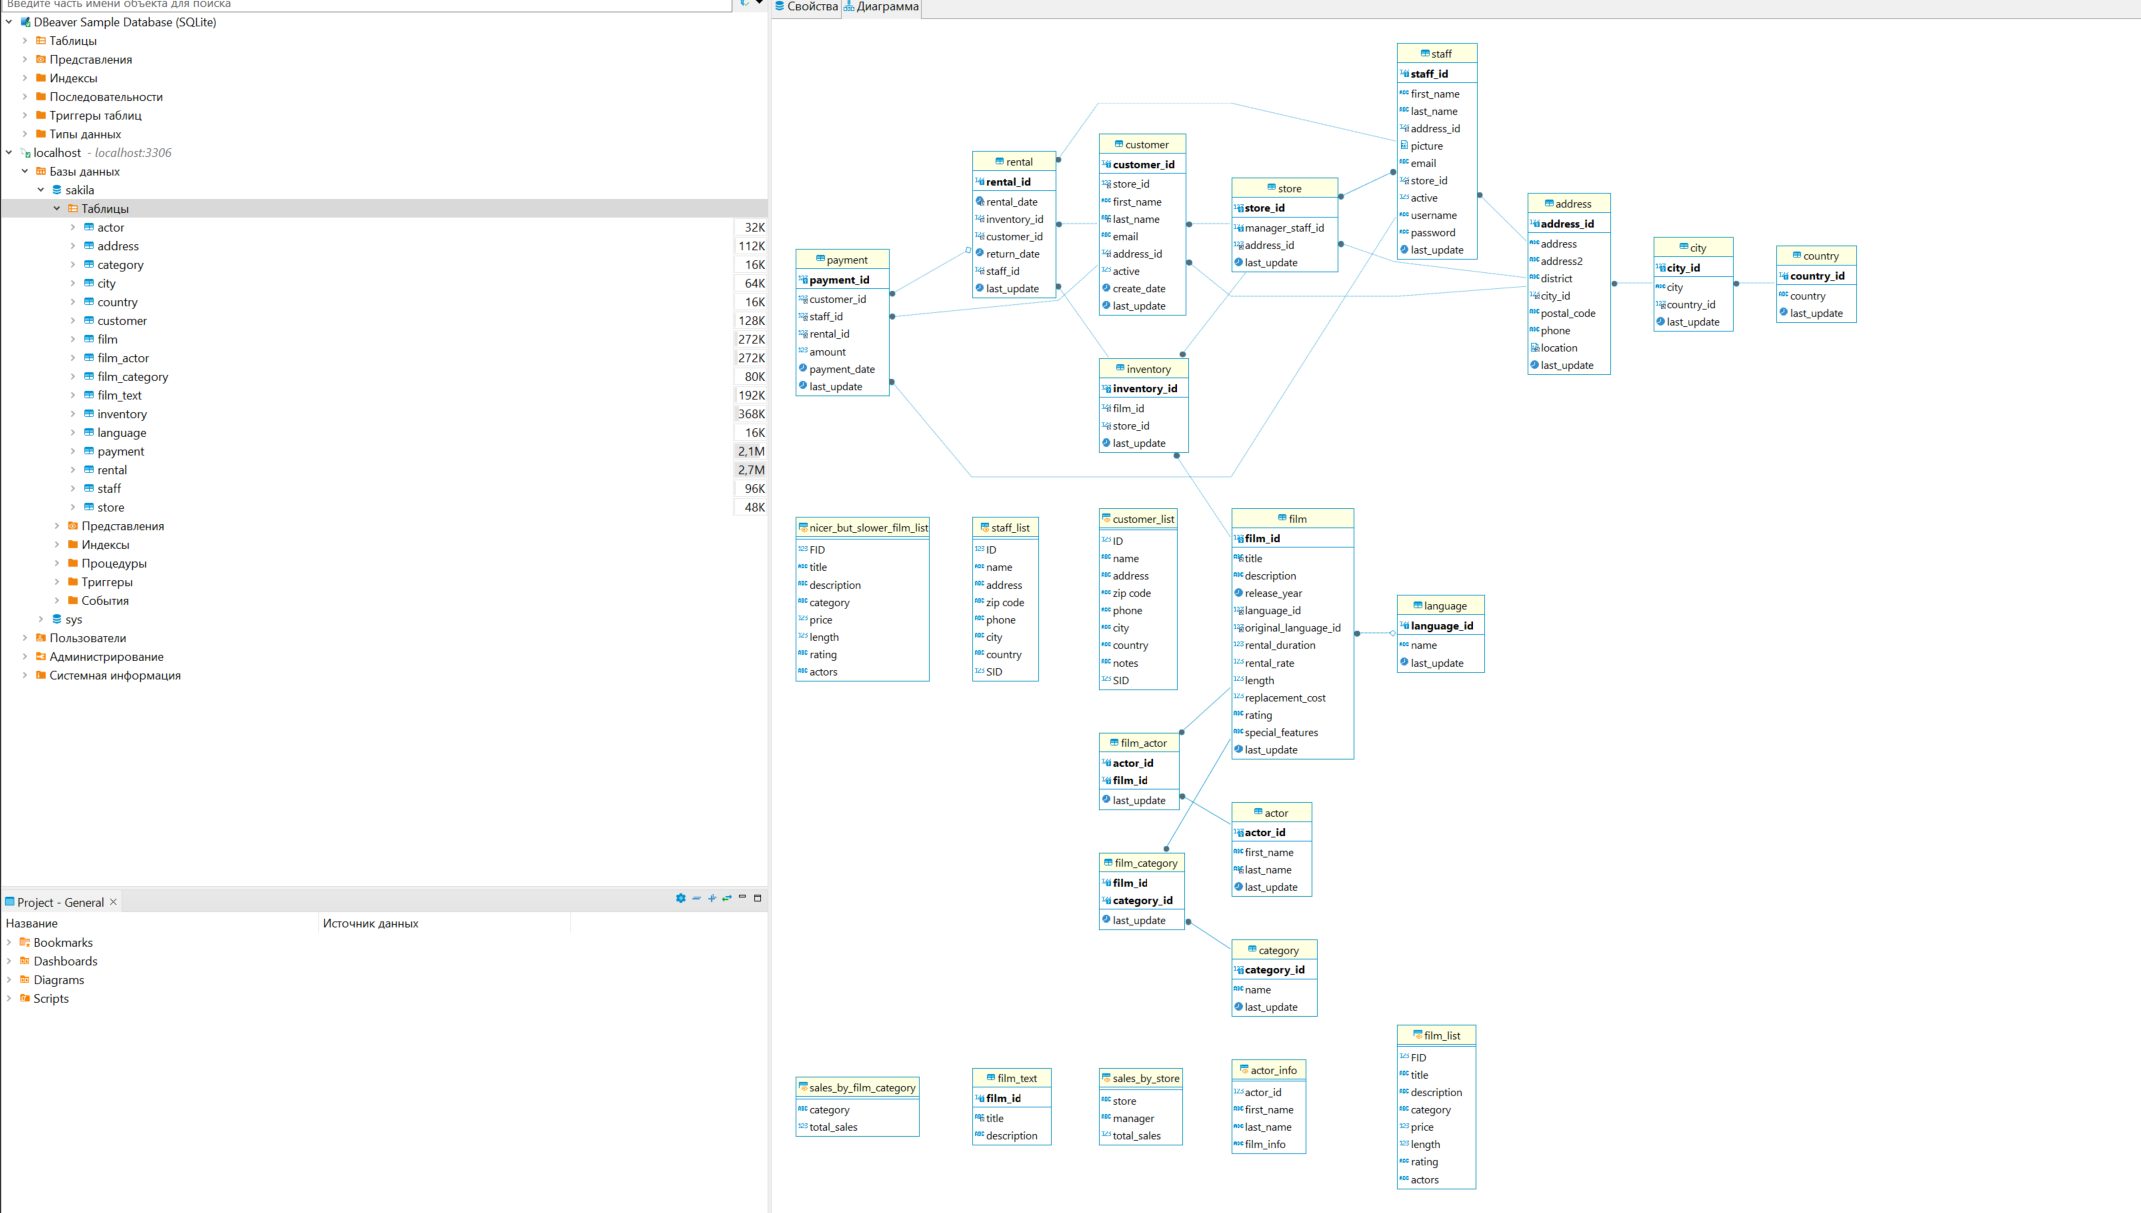 Введите часть имени объекта для поиска
DBeaver Sample Database (SQLite)
Таблицы
Представления
Индексы
Последовательности
Триггеры таблиц
Типы данных
localhost - localhost:3306
Базы данных
sakila
Таблицы
actor 32K
address 112K
category 16K
city 64K
country 16K
customer 128K
film 272K
film_actor 272K
film_category 80K
film_text 192K
inventory 368K
language 16K
payment 2,1M
rental 2,7M
staff 96K
store 48K
Представления
Индексы
Процедуры
Триггеры
События
sys
Пользователи
Администрирование
Системная информация
Project - General
Название Источник данных
Bookmarks
Dashboards
Diagrams
Scripts
Свойства Диаграмма
payment
payment_id
customer_id
staff_id
rental_id
amount
payment_date
last_update
rental
rental_id
rental_date
inventory_id
customer_id
return_date
staff_id
last_update
customer
customer_id
store_id
first_name
last_name
email
address_id
active
create_date
last_update
store
store_id
manager_staff_id
address_id
last_update
staff
staff_id
first_name
last_name
address_id
picture
email
store_id
active
username
password
last_update
address
address_id
address
address2
district
city_id
postal_code
phone
location
last_update
city
city_id
city
country_id
last_update
country
country_id
country
last_update
inventory
inventory_id
film_id
store_id
last_update
nicer_but_slower_film_list
FID
title
description
category
price
length
rating
actors
staff_list
ID
name
address
zip code
phone
city
country
SID
customer_list
ID
name
address
zip code
phone
city
country
notes
SID
film
film_id
title
description
release_year
language_id
original_language_id
rental_duration
rental_rate
length
replacement_cost
rating
special_features
last_update
language
language_id
name
last_update
film_actor
actor_id
film_id
last_update
actor
actor_id
first_name
last_name
last_update
film_category
film_id
category_id
last_update
category
category_id
name
last_update
sales_by_film_category
category
total_sales
film_text
film_id
title
description
sales_by_store
store
manager
total_sales
actor_info
actor_id
first_name
last_name
film_info
film_list
FID
title
description
category
price
length
rating
actors